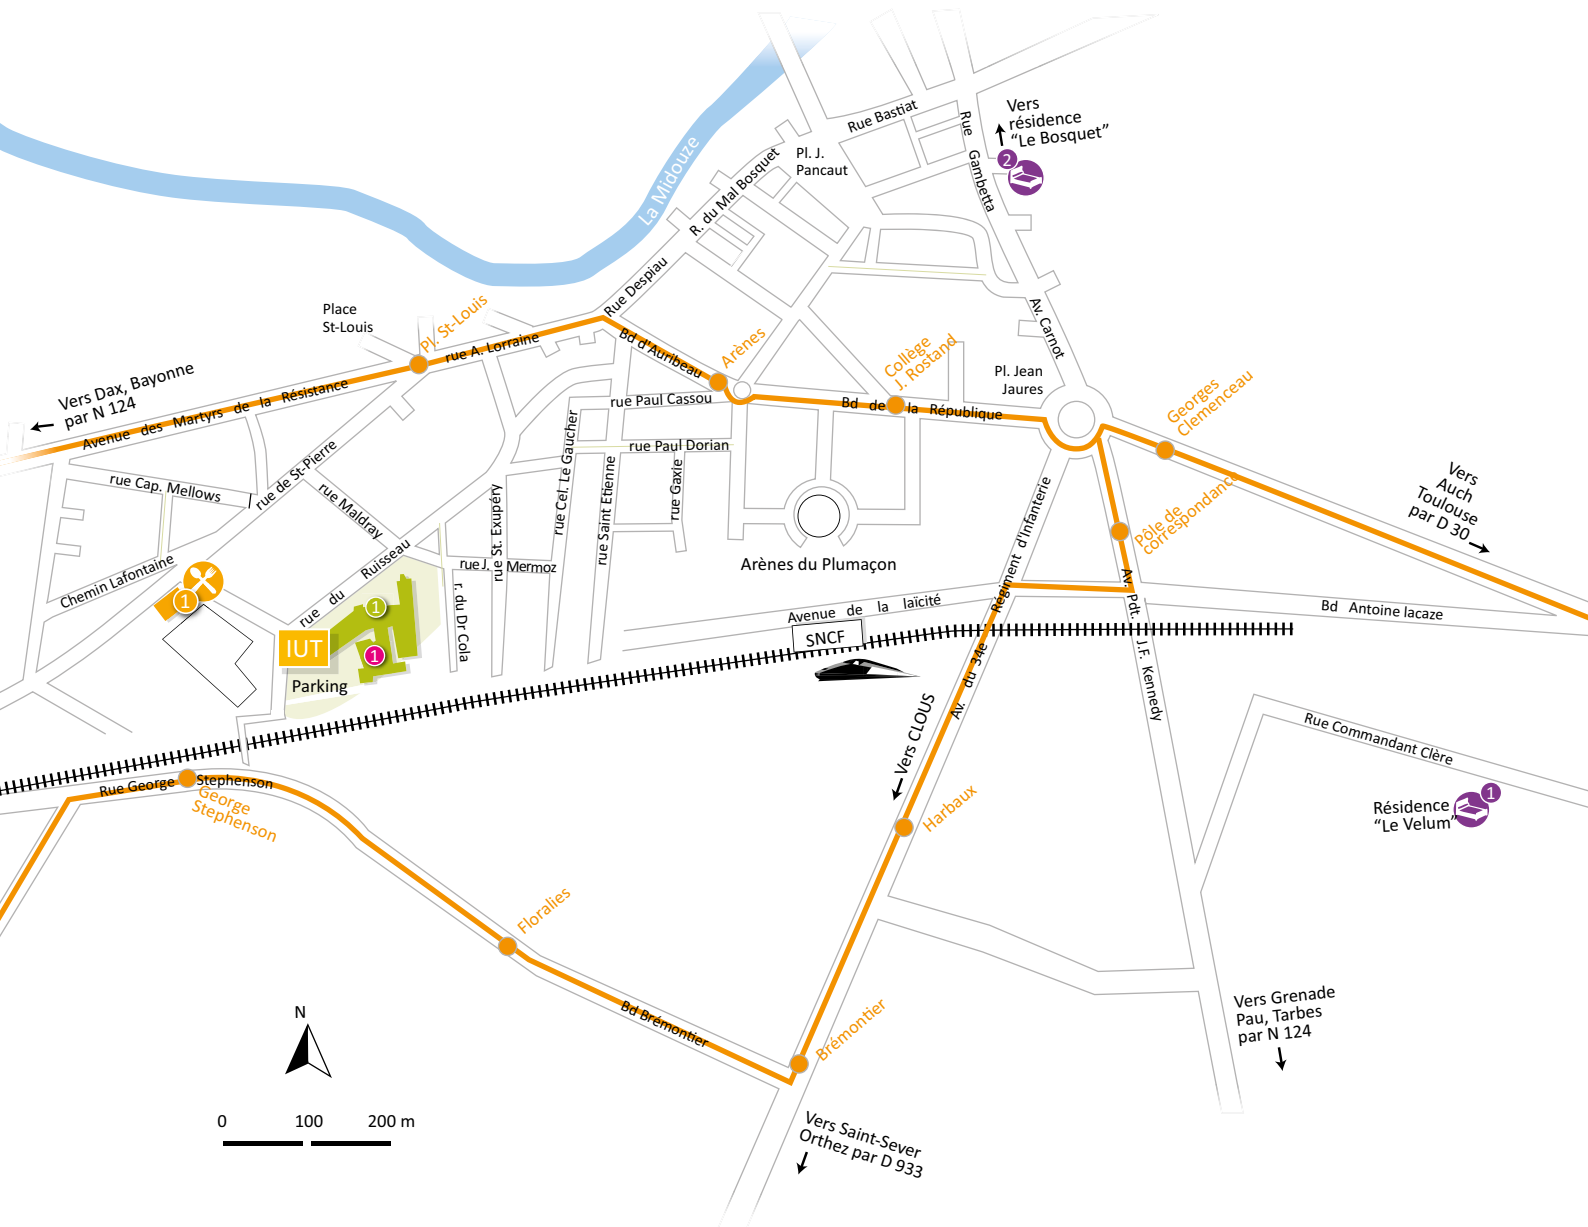 Vers
résidence
“Le Bosquet”
2
Rue Bastiat
Rue Gambetta
Pl. J.
Pancaut
La Midouze
R. du Mal Bosquet
Rue Despiau
Place
St-Louis
Pl. St-Louis
rue A. Lorraine
Bd d'Auribeau
Arènes
Collège
J. Rostand
Av. Carnot
Pl. Jean
Jaures
Georges
Clemenceau
Vers Dax, Bayonne
par N 124
Avenue des Martyrs de la Résistance
rue Paul Cassou
Bd de la République
rue Paul Dorian
rue Cap. Mellows
rue de St-Pierre
rue Maldray
rue St. Exupéry
rue Cel. Le Gaucher
rue Saint Etienne
rue Gaxie
Vers
Auch
Toulouse
par D 30
Pôle de
correspondance
Arènes du Plumaçon
Chemin Lafontaine
rue du Ruisseau
rue J. Mermoz
r. du Dr Cola
1
1
1
IUT
Parking
Avenue de la laïcité
SNCF
Av. du 34e Régiment d'Infanterie
Av. Pdt. J.F. Kennedy
Bd Antoine lacaze
Vers CLOUS
Rue Commandant Clère
1
Résidence
“Le Velum”
Rue George Stephenson
George
Stephenson
Harbaux
Floralies
Bd Brémontier
Brémontier
Vers Grenade
Pau, Tarbes
par N 124
N
0 100 200 m
Vers Saint-Sever
Orthez par D 933